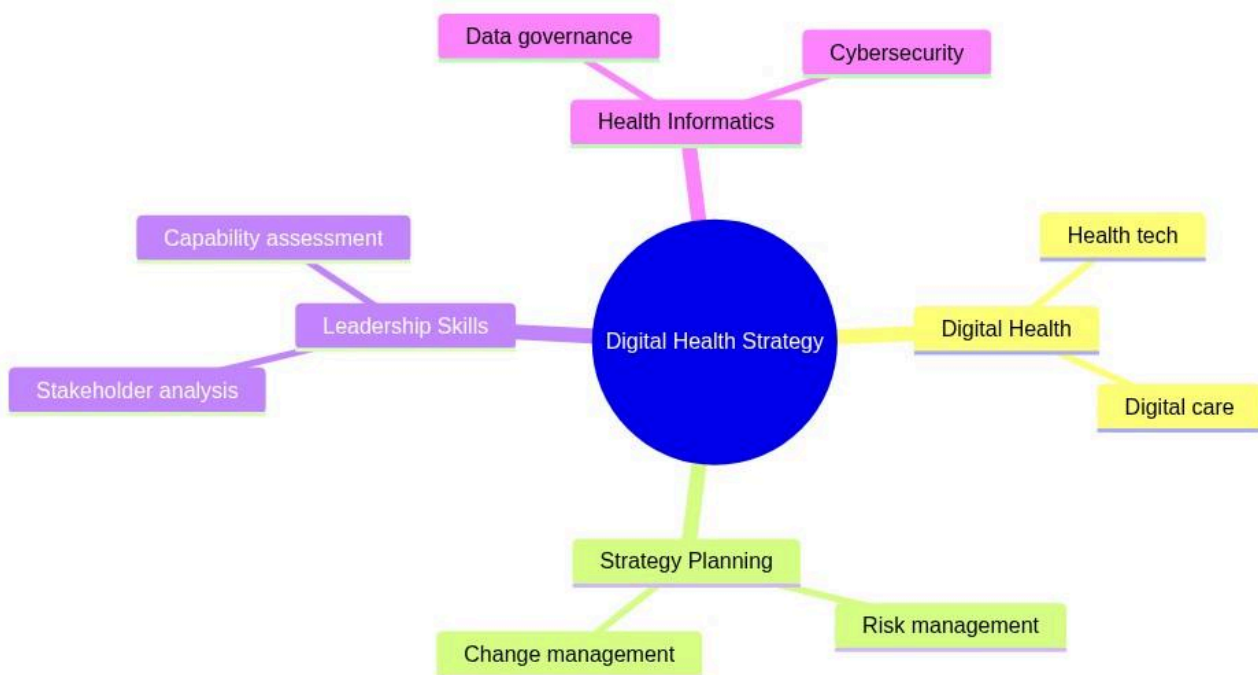 Data governance
Cybersecurity
Health Informatics
Capability assessment
Health tech
Leadership Skills
Digital Health Strategy
Digital Health
Stakeholder analysis
Digital care
Strategy Planning
Risk management
Change management